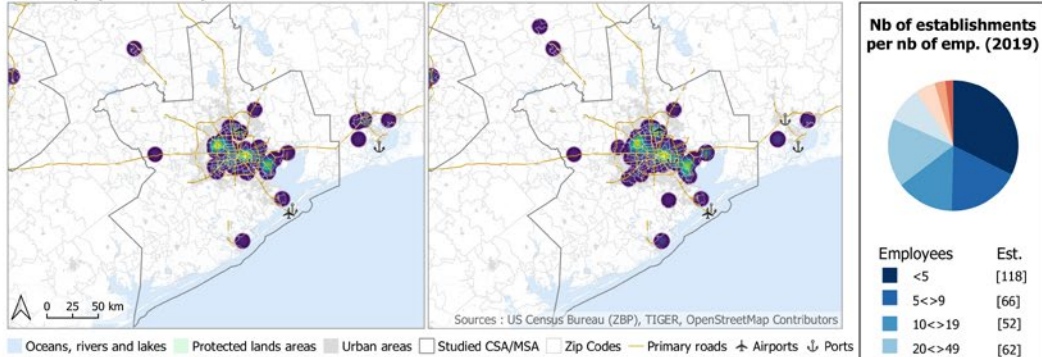 Nb of establishments
per nb of emp. (2019)
Employees Est.
<5 [118]
5<>9 [66]
10<>19 [52]
20<>49 [62]
0 25 50 km
Sources : US Census Bureau (ZBP), TIGER, OpenStreetMap Contributors
Oceans, rivers and lakes Protected lands areas Urban areas Studied CSA/MSA Zip Codes Primary roads Airports Ports